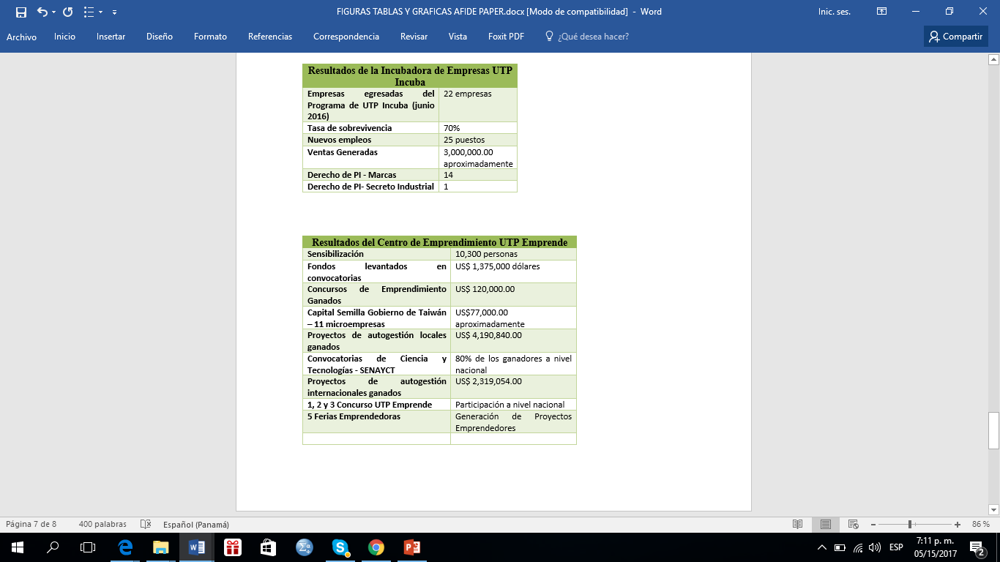 FIGURAS TABLAS Y GRAFICAS AFIDE PAPER.docx [Modo de compatibilidad] - Word
Inic. ses.
Archivo Inicio Insertar Diseño Formato Referencias Correspondencia Revisar Vista Foxit PDF ¿Qué desea hacer? Compartir
Resultados de la Incubadora de Empresas UTP
Incuba
Empresas egresadas del 22 empresas
Programa de UTP Incuba (junio
2016)
Tasa de sobrevivencia 70%
Nuevos empleos 25 puestos
Ventas Generadas 3,000,000.00
aproximadamente
Derecho de PI - Marcas 14
Derecho de PI- Secreto Industrial 1
Resultados del Centro de Emprendimiento UTP Emprende
Sensibilización 10,300 personas
Fondos levantados en US$ 1,375,000 dólares
convocatorias
Concursos de Emprendimiento US$ 120,000.00
Ganados
Capital Semilla Gobierno de Taiwán US$77,000.00
– 11 microempresas aproximadamente
Proyectos de autogestión locales US$ 4,190,840.00
ganados
Convocatorias de Ciencia y 80% de los ganadores a nivel
Tecnologías - SENAYCT nacional
Proyectos de autogestión US$ 2,319,054.00
internacionales ganados
1, 2 y 3 Concurso UTP Emprende Participación a nivel nacional
5 Ferias Emprendedoras Generación de Proyectos
Emprendedores
Página 7 de 8 400 palabras Español (Panamá) 86 %
ESP 7:11 p. m.
05/15/2017 2